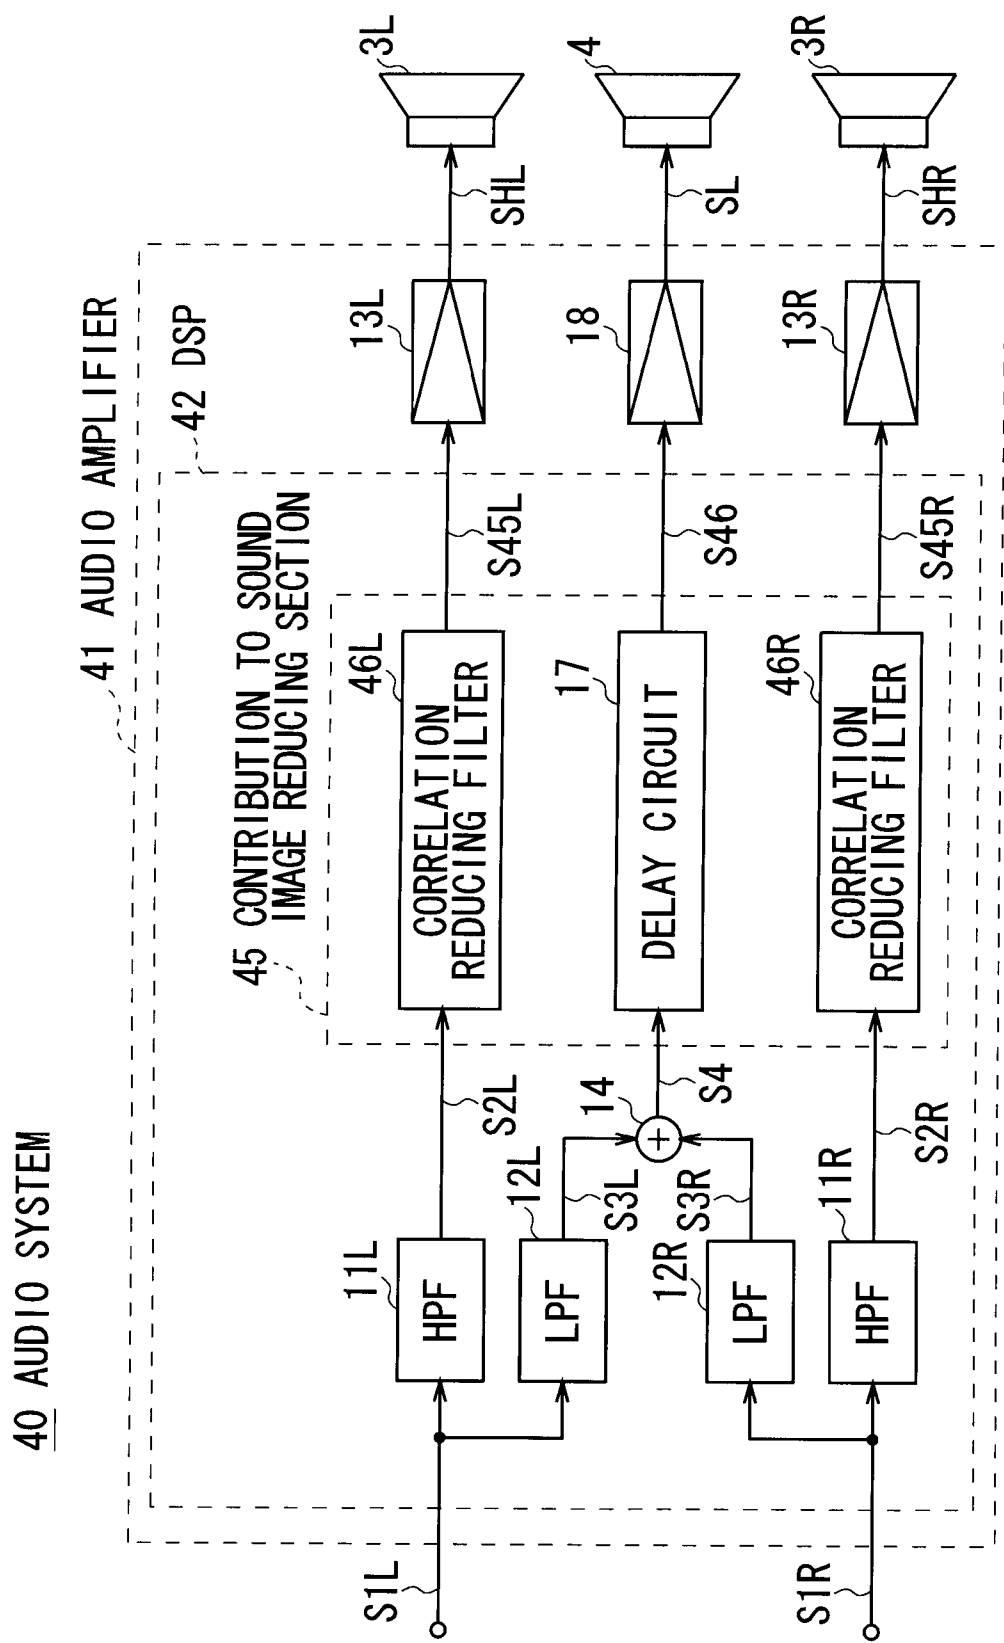 40 AUDIO SYSTEM
41 AUDIO AMPLIFIER
42 DSP
45 CONTRIBUTION TO SOUND
IMAGE REDUCING SECTION
S1L
11L
HPF
S2L
46L
CORRELATION
REDUCING FILTER
S45L
13L
SHL
3L
12L
LPF
S3L
14
+
S4
17
DELAY CIRCUIT
S46
18
SL
4
12R
LPF
S3R
S1R
11R
HPF
S2R
46R
CORRELATION
REDUCING FILTER
S45R
13R
SHR
3R